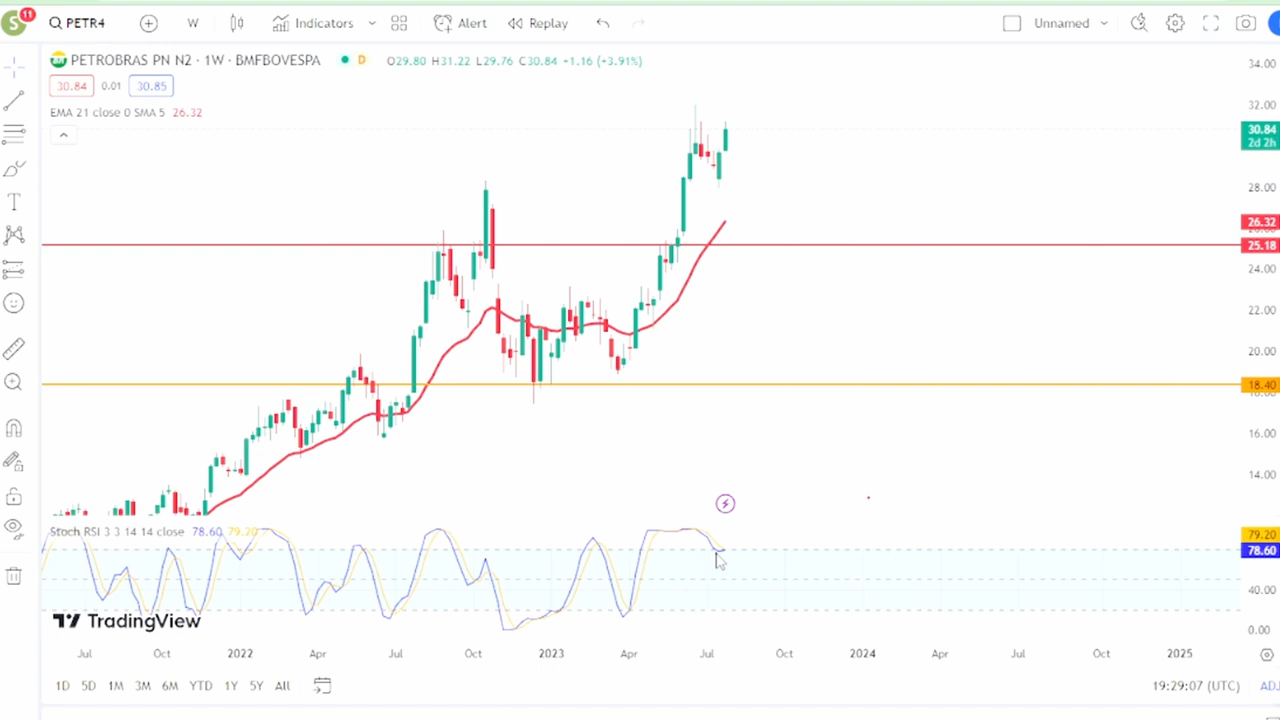 S 11 PETR4 W Indicators Alert Replay Unnamed
PETROBRAS PN N2 · 1W · BMFBOVESPA D O29.80 H31.22 L29.76 C30.84 +1.16 (+3.91%)
30.84 0.01 30.85
EMA 21 close 0 SMA 5 26.32
34.00
32.00
30.84
2d 2h
28.00
26.32
25.18
24.00
22.00
20.00
18.40
16.00
14.00
Stoch RSI 3 3 14 14 close 78.60 79.20
79.20
78.60
40.00
0.00
TradingView
Jul Oct 2022 Apr Jul Oct 2023 Apr Jul Oct 2024 Apr Jul Oct 2025
1D 5D 1M 3M 6M YTD 1Y 5Y All 19:29:07 (UTC) ADJ